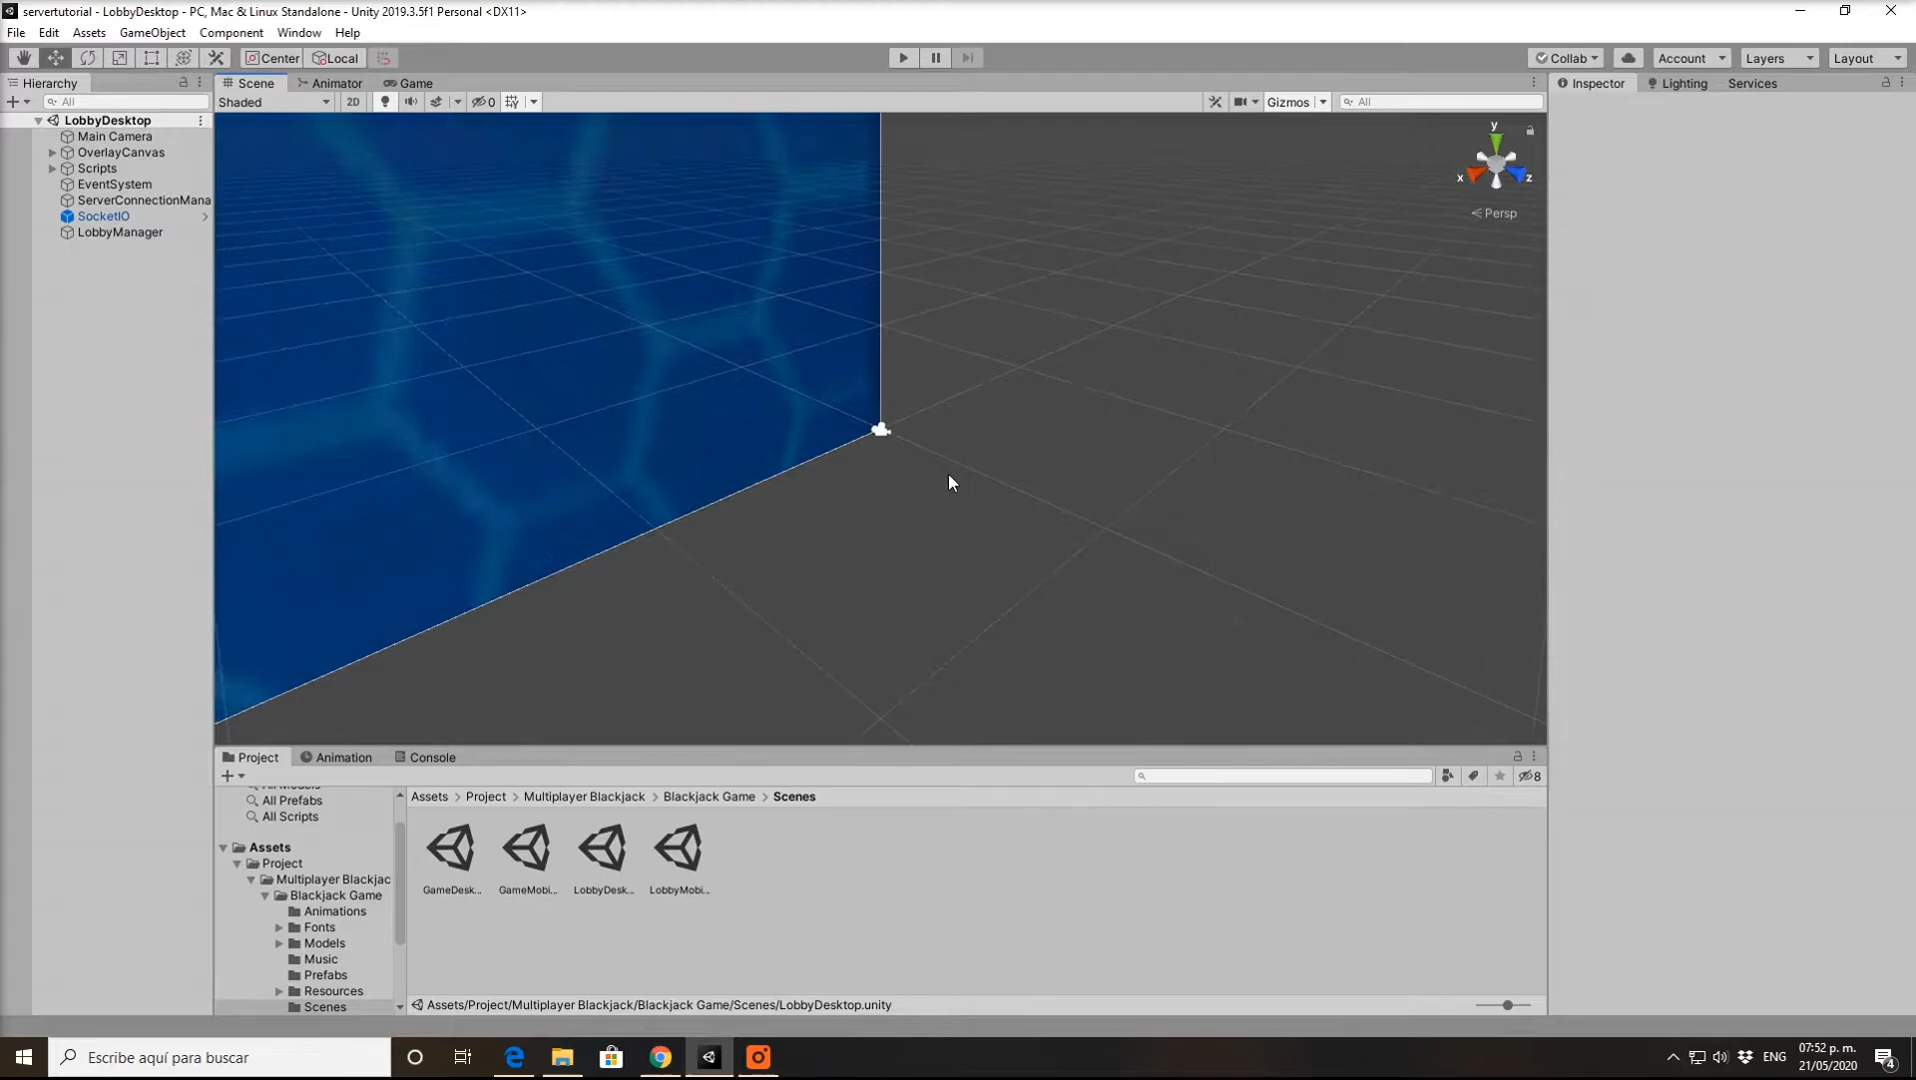 servertutorial - LobbyDesktop - PC, Mac & Linux Standalone - Unity 2019.3.5f1 Personal <DX11>
File Edit Assets GameObject Component Window Help
Center Local Collab Account Layers Layout
Hierarchy Scene Animator Game Inspector Lighting Services
All Shaded 2D 0 Gizmos All
LobbyDesktop
Main Camera
OverlayCanvas
Scripts
EventSystem
ServerConnectionMana
SocketIO
LobbyManager
y
x z
Persp
Project Animation Console
8
All Prefabs
All Scripts
Assets
Project
Multiplayer Blackjac
Blackjack Game
Animations
Fonts
Models
Music
Prefabs
Resources
Scenes
Assets > Project > Multiplayer Blackjack > Blackjack Game > Scenes
GameDesk... GameMobi... LobbyDesk... LobbyMobi...
Assets/Project/Multiplayer Blackjack/Blackjack Game/Scenes/LobbyDesktop.unity
Escribe aquí para buscar
ENG
07:52 p. m.
21/05/2020
4